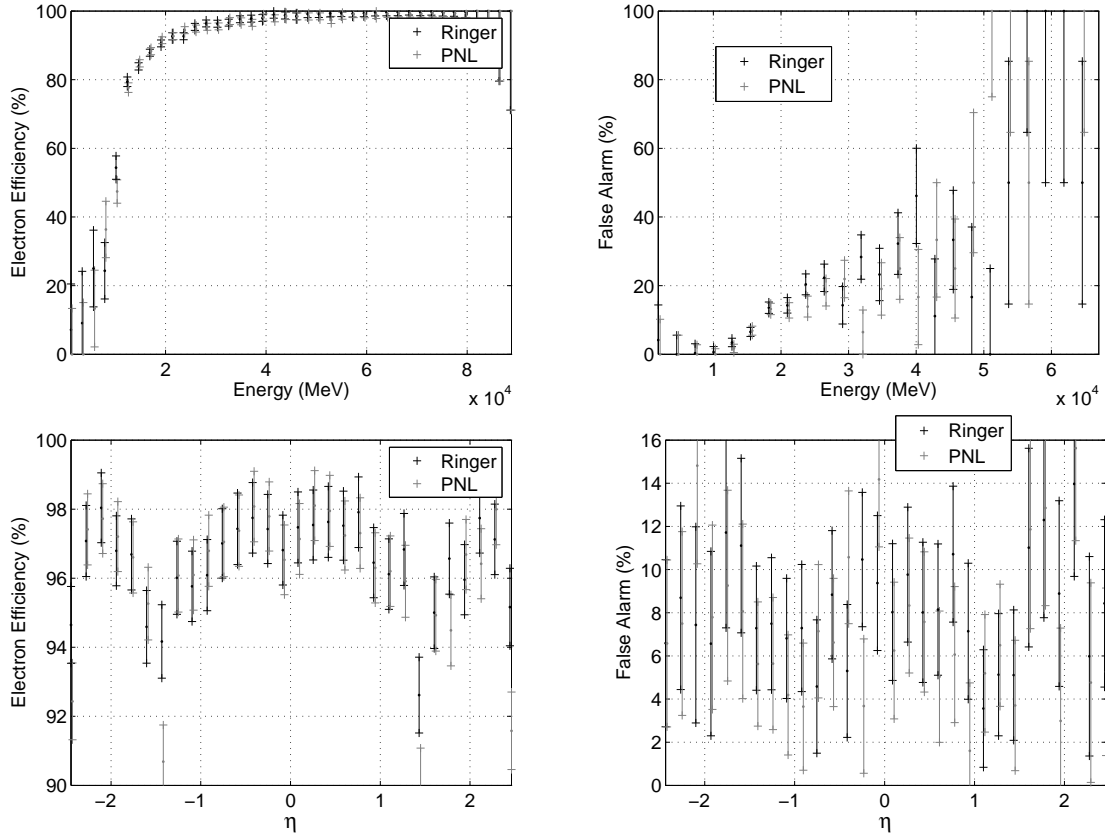 100
80
60
40
20
0
Electron Efficiency (%)
Ringer
PNL
2
4
6
8
Energy (MeV)
x 10^4
100
80
60
40
20
0
False Alarm (%)
Ringer
PNL
1
2
3
4
5
6
Energy (MeV)
x 10^4
100
98
96
94
92
90
Electron Efficiency (%)
Ringer
PNL
−2
−1
0
1
2
η
16
14
12
10
8
6
4
2
0
False Alarm (%)
Ringer
PNL
−2
−1
0
1
2
η